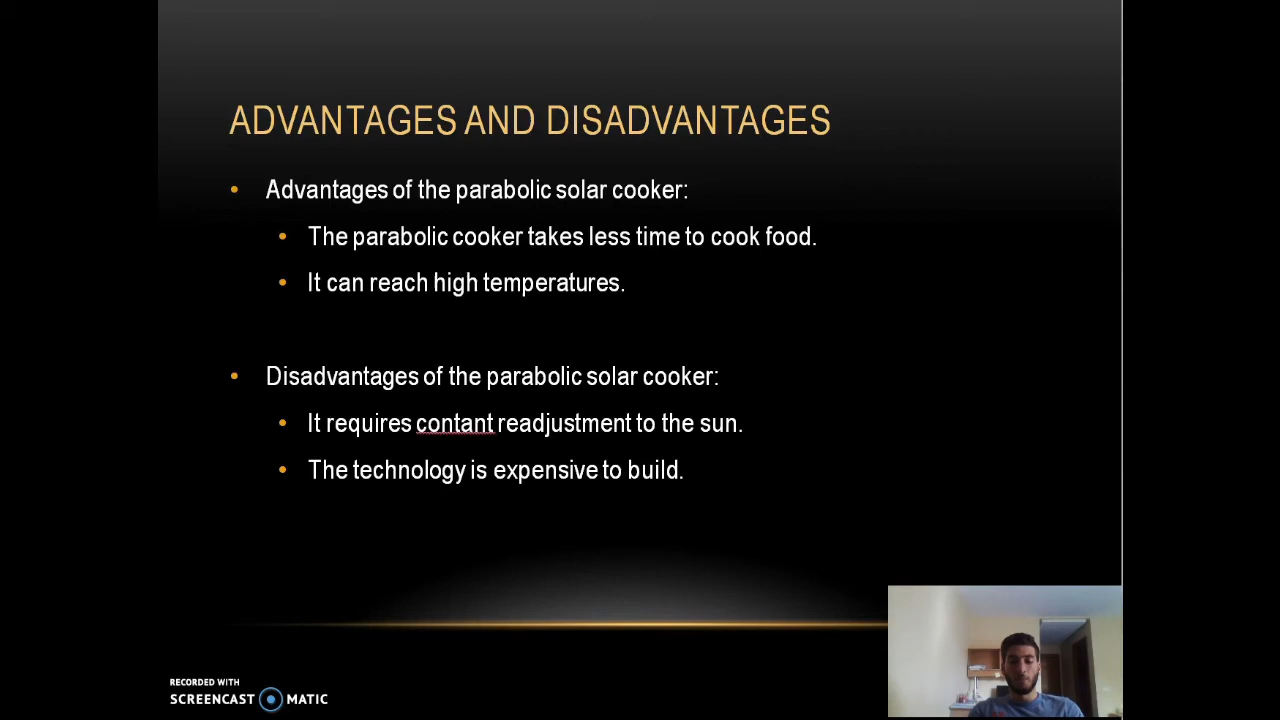 ADVANTAGES AND DISADVANTAGES
• Advantages of the parabolic solar cooker:
• The parabolic cooker takes less time to cook food.
• It can reach high temperatures.
• Disadvantages of the parabolic solar cooker:
• It requires contant readjustment to the sun.
• The technology is expensive to build.
RECORDED WITH
SCREENCAST MATIC